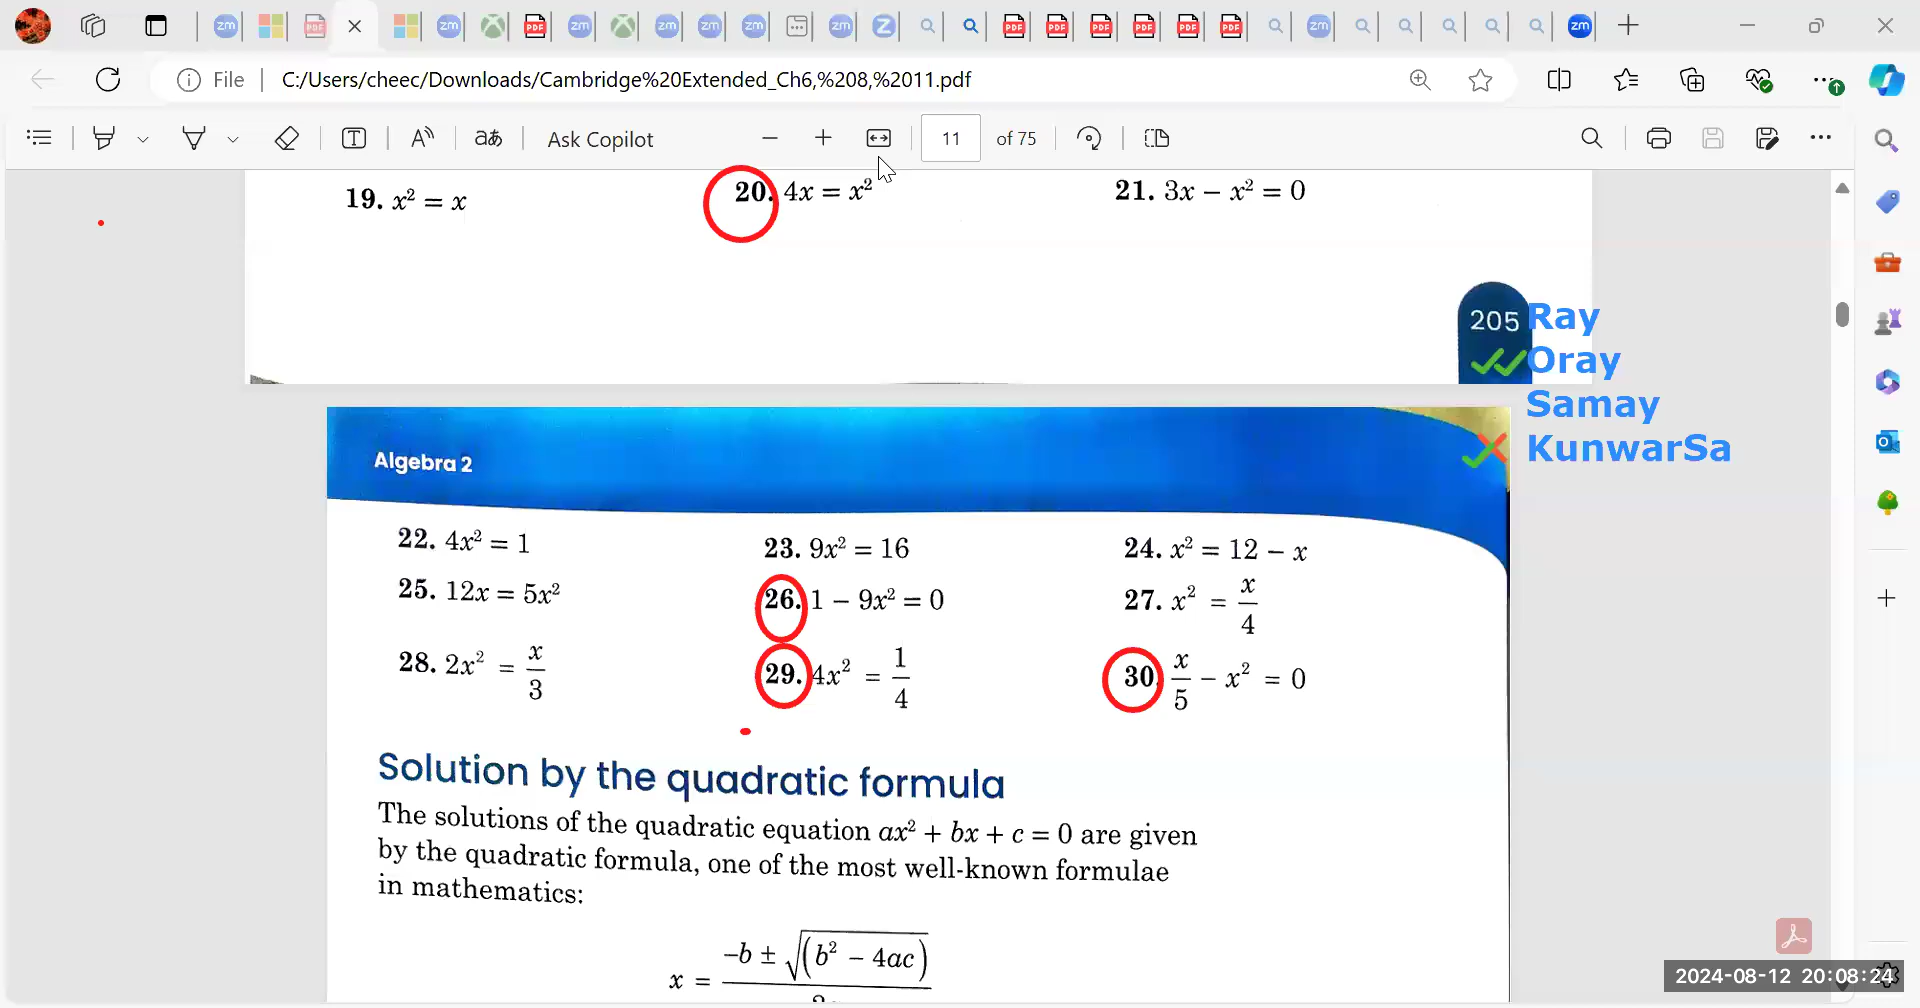 File C:/Users/cheec/Downloads/Cambridge%20Extended_Ch6,%208,%2011.pdf
Ask Copilot 11 of 75
19. x² = x 20. 4x = x² 21. 3x − x² = 0
205
Ray
Oray
Samay
KunwarSa
Algebra 2
22. 4x² = 1 23. 9x² = 16 24. x² = 12 − x
25. 12x = 5x² 26. 1 − 9x² = 0 27. x² = x/4
28. 2x² = x/3 29. 4x² = 1/4 30. x/5 − x² = 0
Solution by the quadratic formula
The solutions of the quadratic equation ax² + bx + c = 0 are given
by the quadratic formula, one of the most well-known formulae
in mathematics:
x = −b ± √(b² − 4ac)
2024-08-12 20:08:24